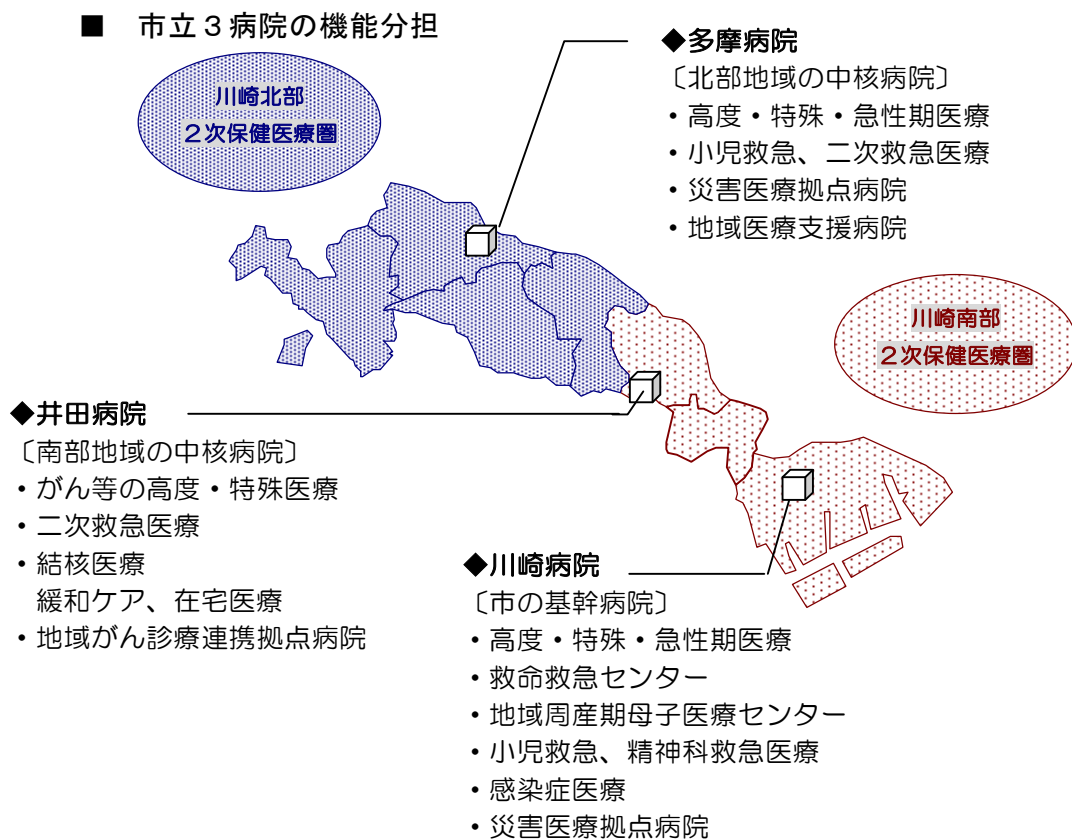 ■　市立３病院の機能分担
川崎北部
２次保健医療圏
◆多摩病院
〔北部地域の中核病院〕
・高度・特殊・急性期医療
・小児救急、二次救急医療
・災害医療拠点病院
・地域医療支援病院
川崎南部
２次保健医療圏
◆井田病院
〔南部地域の中核病院〕
・がん等の高度・特殊医療
・二次救急医療
・結核医療
緩和ケア、在宅医療
・地域がん診療連携拠点病院
◆川崎病院
〔市の基幹病院〕
・高度・特殊・急性期医療
・救命救急センター
・地域周産期母子医療センター
・小児救急、精神科救急医療
・感染症医療
・災害医療拠点病院